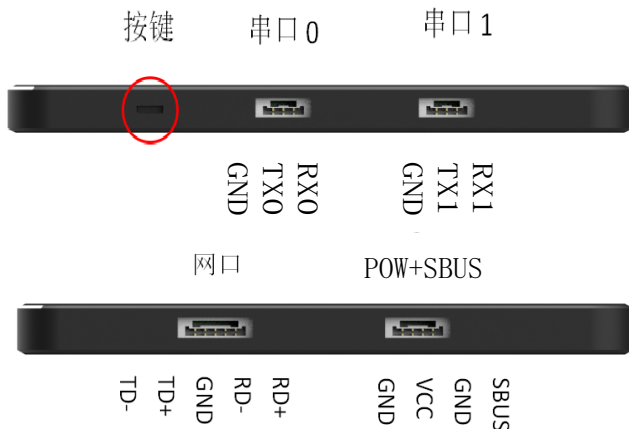 按键 串口0 串口1
GND TX0 RX0 GND TX1 RX1
网口 POW+SBUS
TD- TD+ GND RD- RD+ GND VCC GND SBUS